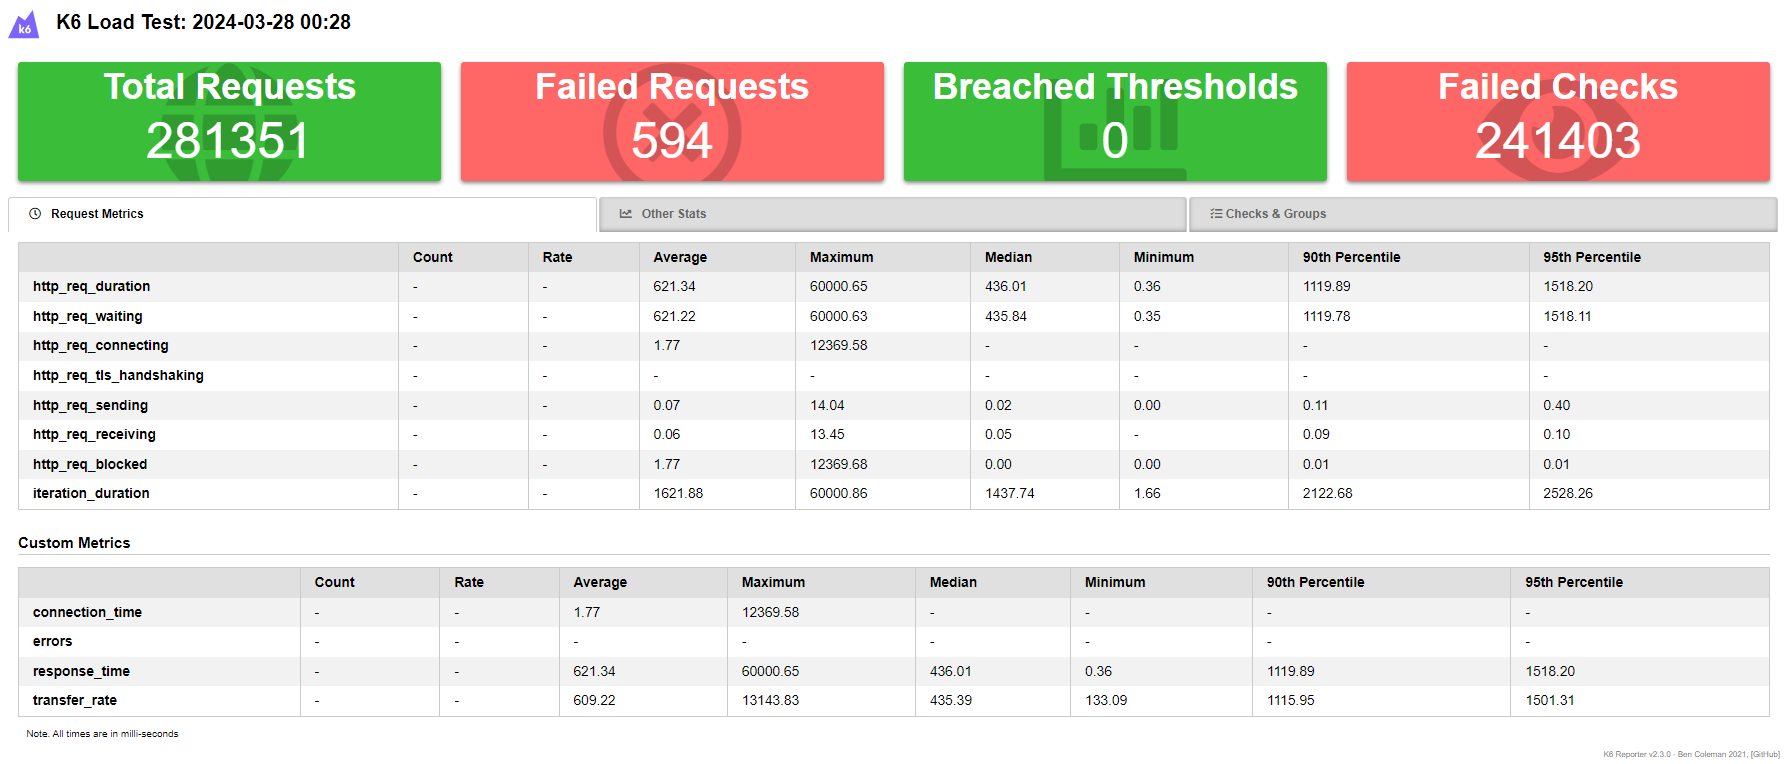 k6 K6 Load Test: 2024-03-28 00:28
Total Requests Failed Requests Breached Thresholds Failed Checks
281351 594 0 241403
Request Metrics Other Stats Checks & Groups
Count Rate Average Maximum Median Minimum 90th Percentile 95th Percentile
http_req_duration - - 621.34 60000.65 436.01 0.36 1119.89 1518.20
http_req_waiting - - 621.22 60000.63 435.84 0.35 1119.78 1518.11
http_req_connecting - - 1.77 12369.58 - - - -
http_req_tls_handshaking - - - - - - - -
http_req_sending - - 0.07 14.04 0.02 0.00 0.11 0.40
http_req_receiving - - 0.06 13.45 0.05 - 0.09 0.10
http_req_blocked - - 1.77 12369.68 0.00 0.00 0.01 0.01
iteration_duration - - 1621.88 60000.86 1437.74 1.66 2122.68 2528.26
Custom Metrics
Count Rate Average Maximum Median Minimum 90th Percentile 95th Percentile
connection_time - - 1.77 12369.58 - - - -
errors - - - - - - - -
response_time - - 621.34 60000.65 436.01 0.36 1119.89 1518.20
transfer_rate - - 609.22 13143.83 435.39 133.09 1115.95 1501.31
Note. All times are in milli-seconds
K6 Reporter v2.3.0 - Ben Coleman 2021, [GitHub]